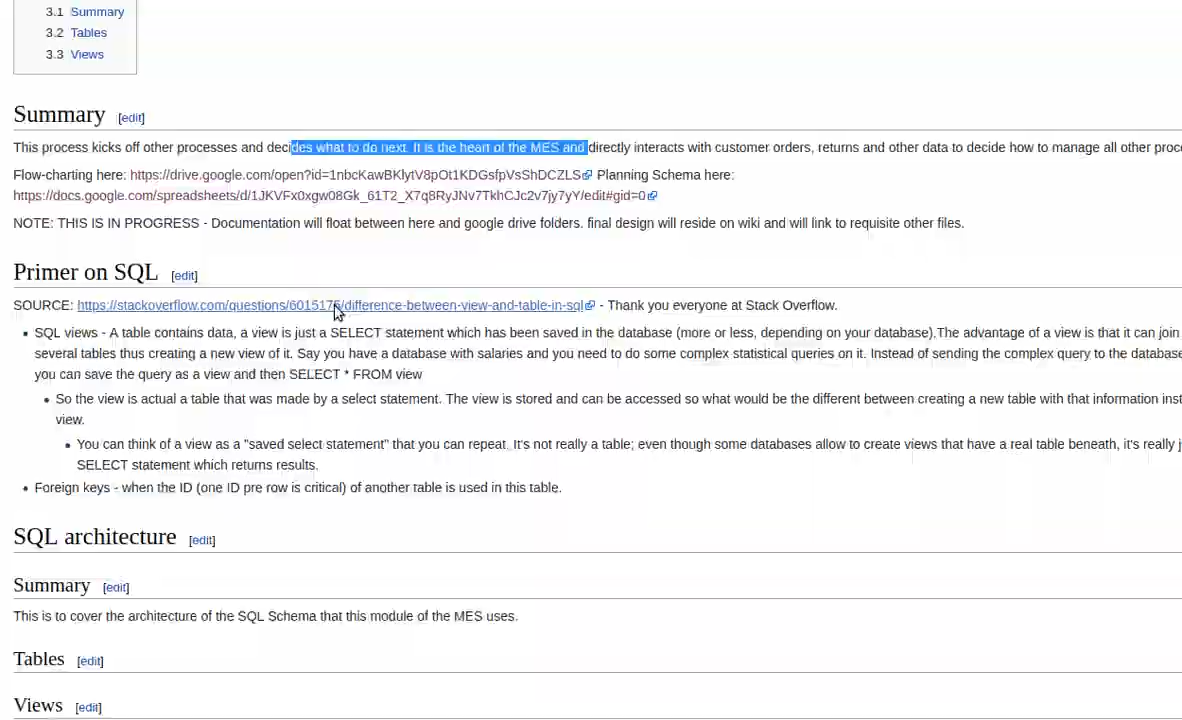 3.1 Summary
3.2 Tables
3.3 Views
Summary [edit]
This process kicks off other processes and decides what to do next. It is the heart of the MES and directly interacts with customer orders, returns and other data to decide how to manage all other proc
Flow-charting here: https://drive.google.com/open?id=1nbcKawBKlytV8pOt1KDGsfpVsShDCZLS Planning Schema here:
https://docs.google.com/spreadsheets/d/1JKVFx0xgw08Gk_61T2_X7q8RyJNv7TkhCJc2v7jy7yY/edit#gid=0
NOTE: THIS IS IN PROGRESS - Documentation will float between here and google drive folders. final design will reside on wiki and will link to requisite other files.
Primer on SQL [edit]
SOURCE: https://stackoverflow.com/questions/6015175/difference-between-view-and-table-in-sql - Thank you everyone at Stack Overflow.
SQL views - A table contains data, a view is just a SELECT statement which has been saved in the database (more or less, depending on your database).The advantage of a view is that it can join
several tables thus creating a new view of it. Say you have a database with salaries and you need to do some complex statistical queries on it. Instead of sending the complex query to the database
you can save the query as a view and then SELECT * FROM view
So the view is actual a table that was made by a select statement. The view is stored and can be accessed so what would be the different between creating a new table with that information inst
view.
You can think of a view as a "saved select statement" that you can repeat. It's not really a table; even though some databases allow to create views that have a real table beneath, it's really j
SELECT statement which returns results.
Foreign keys - when the ID (one ID pre row is critical) of another table is used in this table.
SQL architecture [edit]
Summary [edit]
This is to cover the architecture of the SQL Schema that this module of the MES uses.
Tables [edit]
Views [edit]